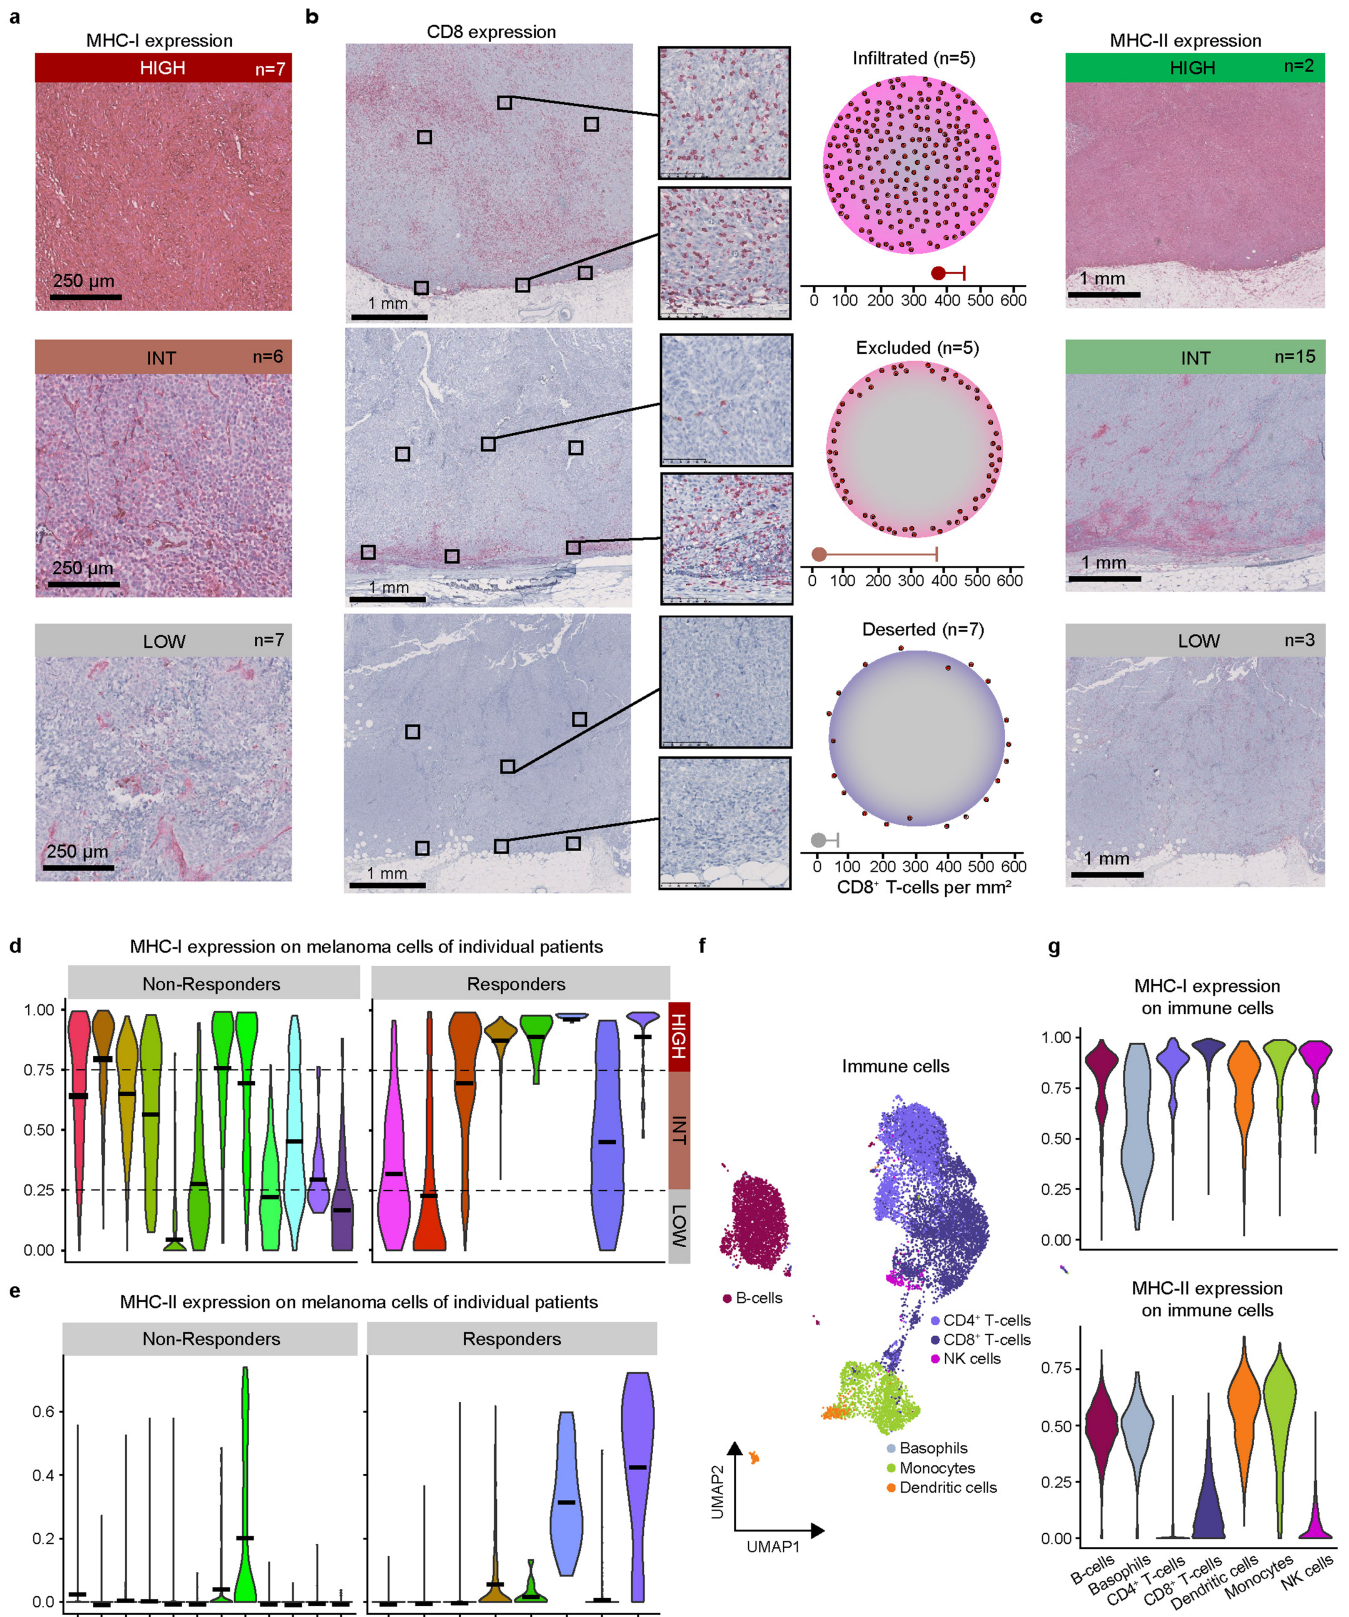 a
MHC-I expression
HIGH n=7
250 µm
INT n=6
250 µm
LOW n=7
250 µm
b
CD8 expression
1 mm
1 mm
1 mm
Infiltrated (n=5)
0 100 200 300 400 500 600
Excluded (n=5)
0 100 200 300 400 500 600
Deserted (n=7)
0 100 200 300 400 500 600
CD8⁺ T-cells per mm²
c
MHC-II expression
HIGH n=2
1 mm
INT n=15
1 mm
LOW n=3
1 mm
d
MHC-I expression on melanoma cells of individual patients
Non-Responders Responders
1.00
0.75
0.50
0.25
0.00
HIGH
INT
LOW
e
MHC-II expression on melanoma cells of individual patients
Non-Responders Responders
0.6
0.4
0.2
0.0
f
Immune cells
B-cells
CD4⁺ T-cells
CD8⁺ T-cells
NK cells
Basophils
Monocytes
Dendritic cells
UMAP2
UMAP1
g
MHC-I expression
on immune cells
1.00
0.75
0.50
0.25
0.00
MHC-II expression
on immune cells
0.75
0.50
0.25
0.00
B-cells
Basophils
CD4⁺ T-cells
CD8⁺ T-cells
Dendritic cells
Monocytes
NK cells